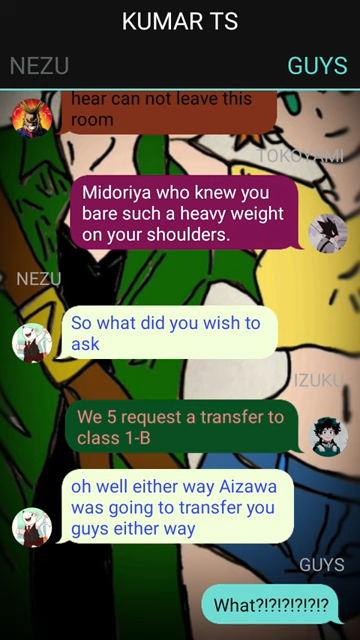 KUMAR TS
NEZU
GUYS
hear can not leave this
room
TOKOYAMI
Midoriya who knew you
bare such a heavy weight
on your shoulders.
NEZU
So what did you wish to
ask
IZUKU
We 5 request a transfer to
class 1-B
oh well either way Aizawa
was going to transfer you
guys either way
GUYS
What?!?!?!?!?!?